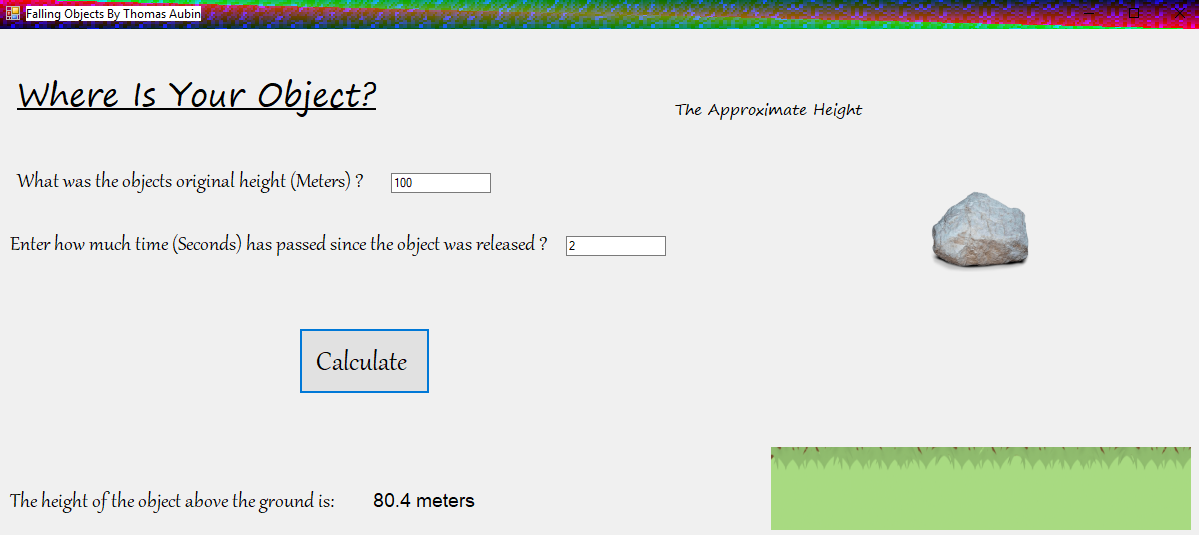 Falling Objects By Thomas Aubin
Where Is Your Object?
The Approximate Height
What was the objects original height (Meters) ?
100
Enter how much time (Seconds) has passed since the object was released ?
2
Calculate
The height of the object above the ground is:
80.4 meters